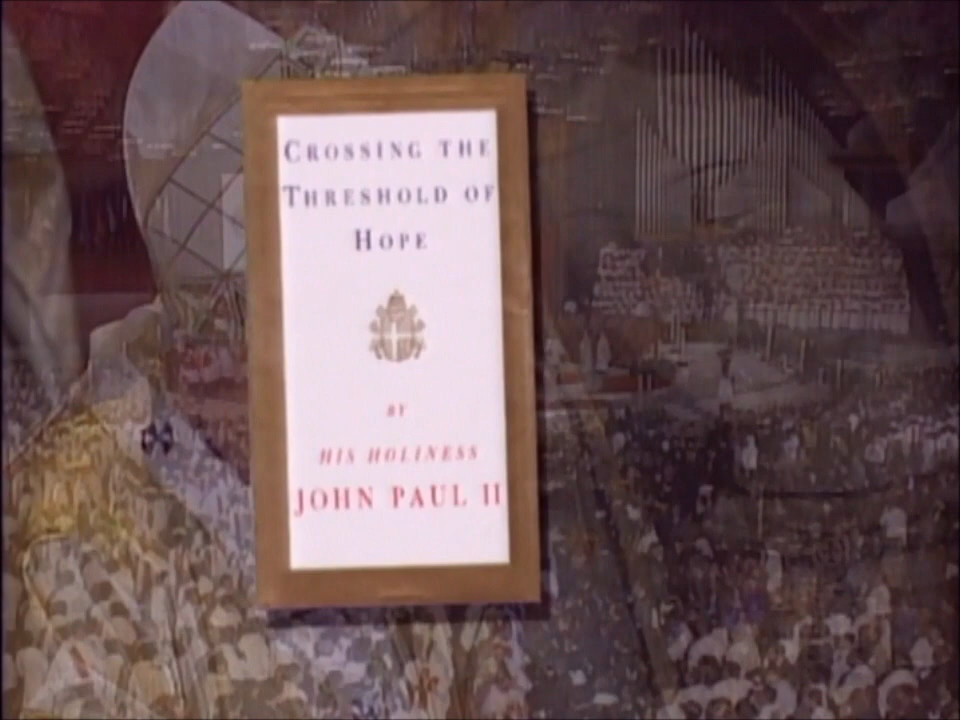 CROSSING THE
THRESHOLD OF
HOPE
BY
HIS HOLINESS
JOHN PAUL II